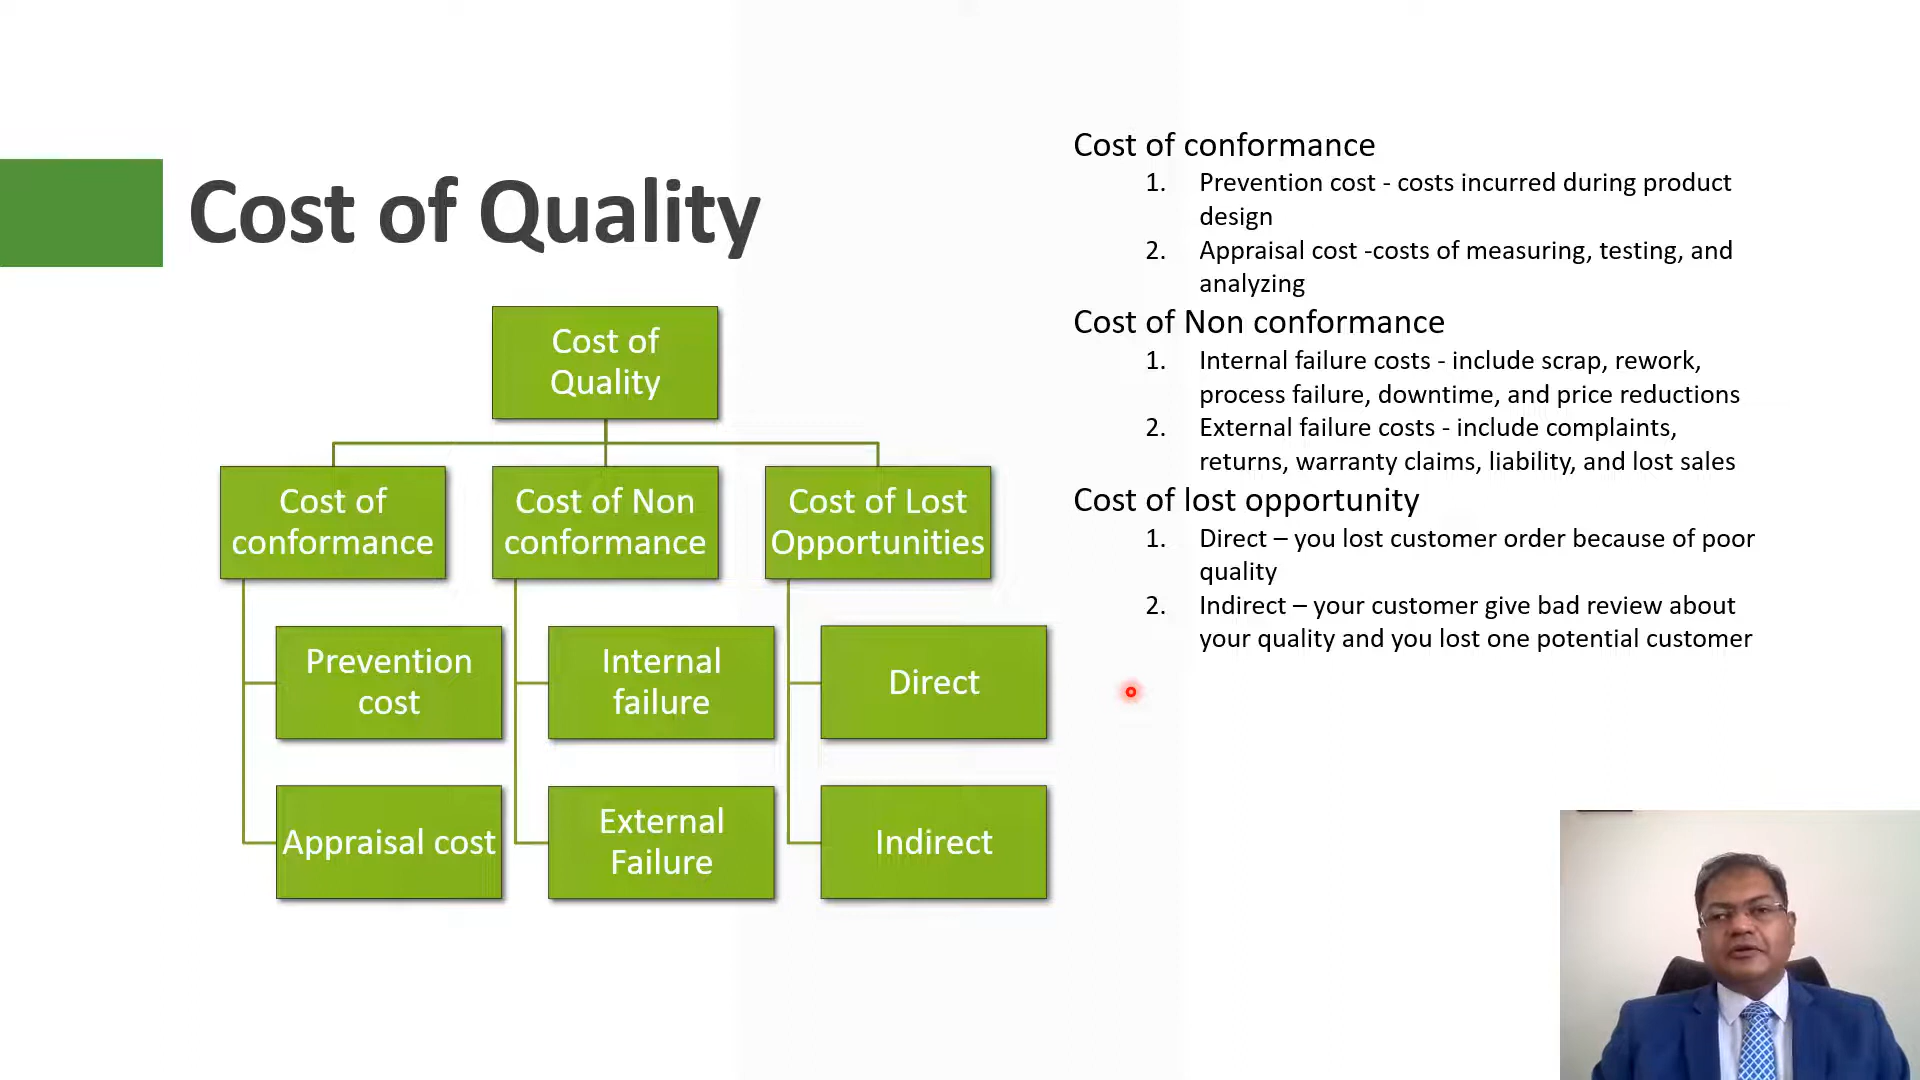 Cost of Quality
Cost of
Quality
Cost of
conformance
Cost of Non
conformance
Cost of Lost
Opportunities
Prevention
cost
Internal
failure
Direct
Appraisal cost
External
Failure
Indirect
Cost of conformance
1. Prevention cost - costs incurred during product
design
2. Appraisal cost -costs of measuring, testing, and
analyzing
Cost of Non conformance
1. Internal failure costs - include scrap, rework,
process failure, downtime, and price reductions
2. External failure costs - include complaints,
returns, warranty claims, liability, and lost sales
Cost of lost opportunity
1. Direct – you lost customer order because of poor
quality
2. Indirect – your customer give bad review about
your quality and you lost one potential customer